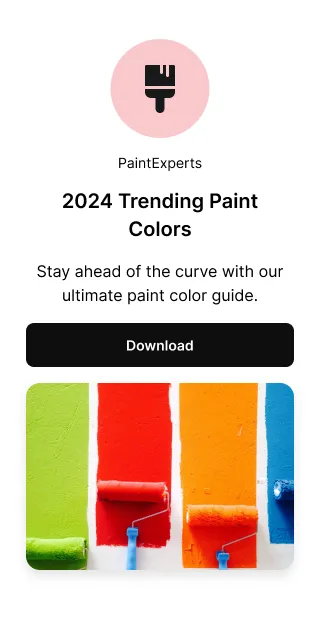 PaintExperts
2024 Trending Paint
Colors
Stay ahead of the curve with our
ultimate paint color guide.
Download